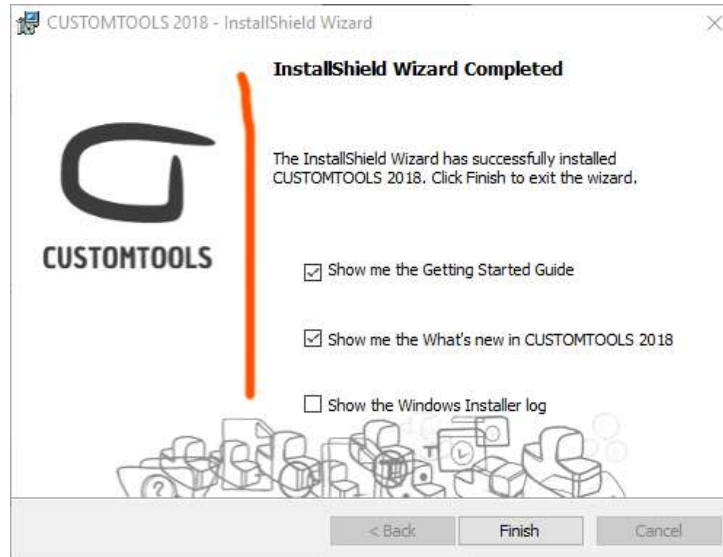 CUSTOMTOOLS 2018 - InstallShield Wizard
InstallShield Wizard Completed
The InstallShield Wizard has successfully installed
CUSTOMTOOLS 2018. Click Finish to exit the wizard.
CUSTOMTOOLS
Show me the Getting Started Guide
Show me the What's new in CUSTOMTOOLS 2018
Show the Windows Installer log
?
T
L
< Back
Finish
Cancel